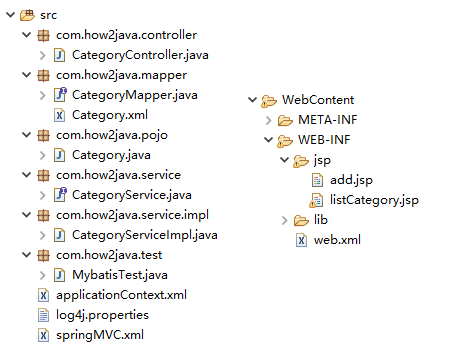 src
com.how2java.controller
CategoryController.java
com.how2java.mapper
CategoryMapper.java
Category.xml
com.how2java.pojo
Category.java
com.how2java.service
CategoryService.java
com.how2java.service.impl
CategoryServiceImpl.java
com.how2java.test
MybatisTest.java
applicationContext.xml
log4j.properties
springMVC.xml
WebContent
META-INF
WEB-INF
jsp
add.jsp
listCategory.jsp
lib
web.xml